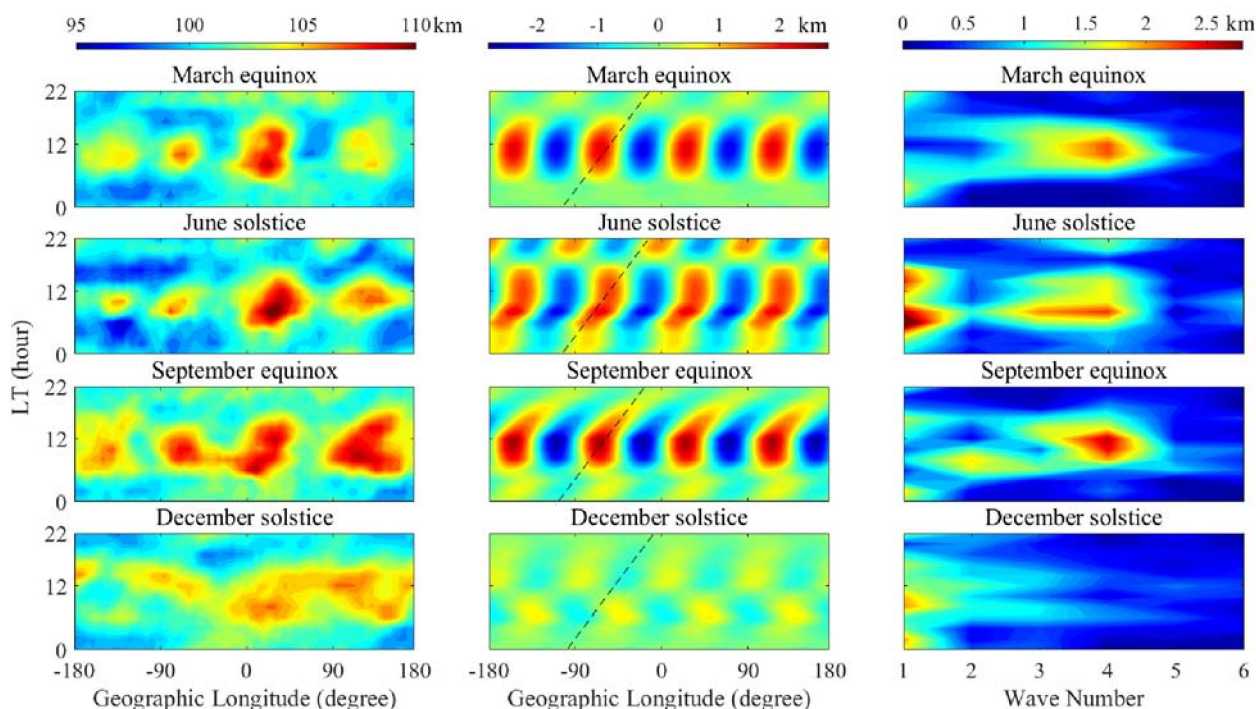 95 100 105 110 km
-2 -1 0 1 2 km
0 0.5 1 1.5 2 2.5 km
March equinox March equinox March equinox
22
12
0
June solstice June solstice June solstice
22
12
0
September equinox September equinox September equinox
22
12
0
December solstice December solstice December solstice
22
12
0
LT (hour)
-180 -90 0 90 180
-180 -90 0 90 180
1 2 3 4 5 6
Geographic Longitude (degree) Geographic Longitude (degree) Wave Number